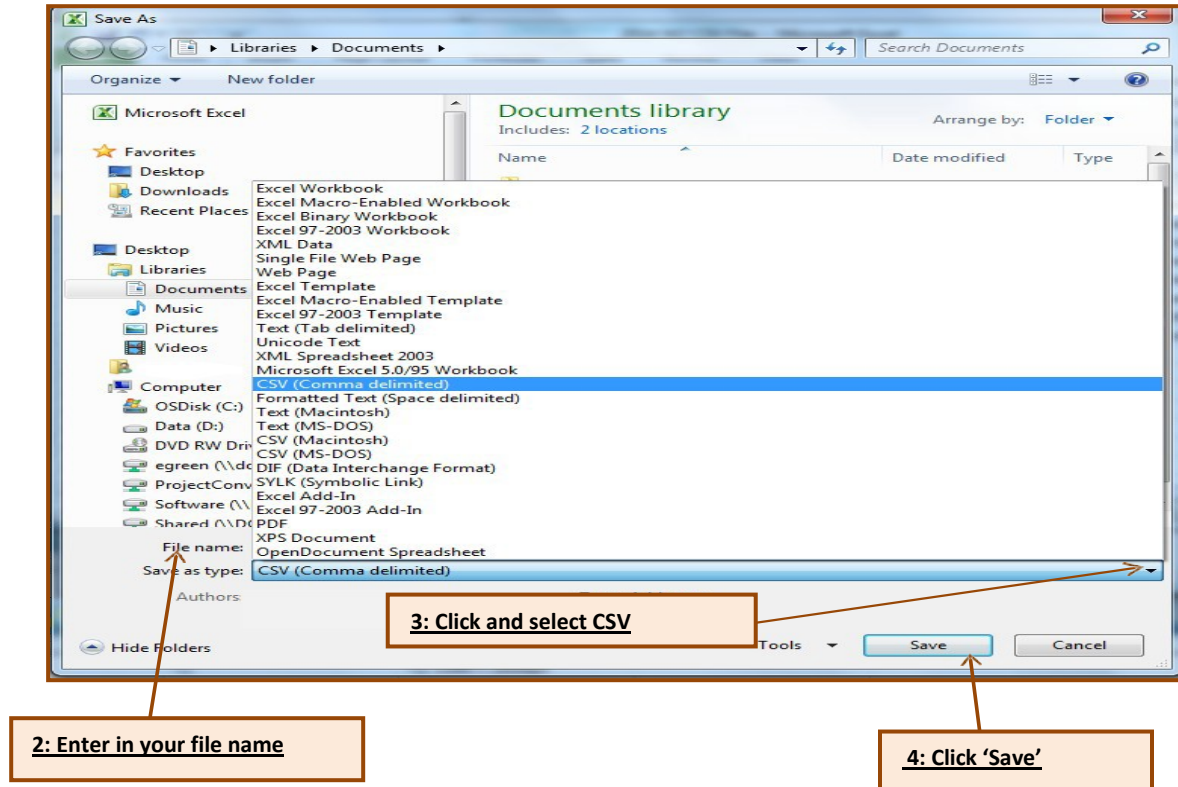 Save As
Libraries ▸ Documents ▸
Search Documents
Organize
New folder
Microsoft Excel
Favorites
Desktop
Downloads
Recent Places
Desktop
Libraries
Documents
Music
Pictures
Videos
Computer
OSDisk (C:)
Data (D:)
DVD RW Dri
egreen (\\dc
ProjectConv
Software (\\
Shared (\\D
Documents library
Includes: 2 locations
Arrange by: Folder
Name
Date modified
Type
Excel Workbook
Excel Macro-Enabled Workbook
Excel Binary Workbook
Excel 97-2003 Workbook
XML Data
Single File Web Page
Web Page
Excel Template
Excel Macro-Enabled Template
Excel 97-2003 Template
Text (Tab delimited)
Unicode Text
XML Spreadsheet 2003
Microsoft Excel 5.0/95 Workbook
CSV (Comma delimited)
Formatted Text (Space delimited)
Text (Macintosh)
Text (MS-DOS)
CSV (Macintosh)
CSV (MS-DOS)
DIF (Data Interchange Format)
SYLK (Symbolic Link)
Excel Add-In
Excel 97-2003 Add-In
PDF
XPS Document
OpenDocument Spreadsheet
File name:
Save as type: CSV (Comma delimited)
Authors:
3: Click and select CSV
Hide Folders
Tools
Save
Cancel
2: Enter in your file name
4: Click ‘Save’